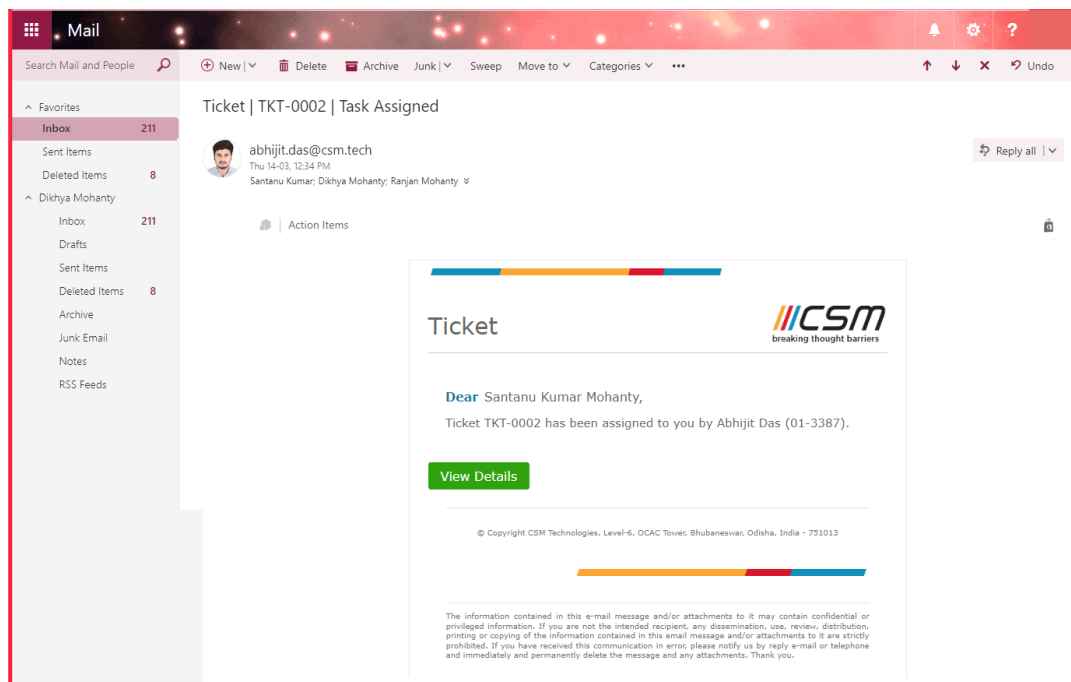 Mail
?
Search Mail and People
New
Delete
Archive
Junk
Sweep
Move to
Categories
•••
Undo
Favorites
Inbox 211
Sent Items
Deleted Items 8
Dikhya Mohanty
Inbox 211
Drafts
Sent Items
Deleted Items 8
Archive
Junk Email
Notes
RSS Feeds
Ticket | TKT-0002 | Task Assigned
abhijit.das@csm.tech
Thu 14-03, 12:34 PM
Santanu Kumar; Dikhya Mohanty; Ranjan Mohanty
Reply all
Action Items
Ticket
CSM
breaking thought barriers
Dear Santanu Kumar Mohanty,
Ticket TKT-0002 has been assigned to you by Abhijit Das (01-3387).
View Details
© Copyright CSM Technologies, Level-6, OCAC Tower, Bhubaneswar, Odisha, India - 751013
The information contained in this e-mail message and/or attachments to it may contain confidential or
privileged information. If you are not the intended recipient, any dissemination, use, review, distribution,
printing or copying of the information contained in this email message and/or attachments to it are strictly
prohibited. If you have received this communication in error, please notify us by reply e-mail or telephone
and immediately and permanently delete the message and any attachments. Thank you.